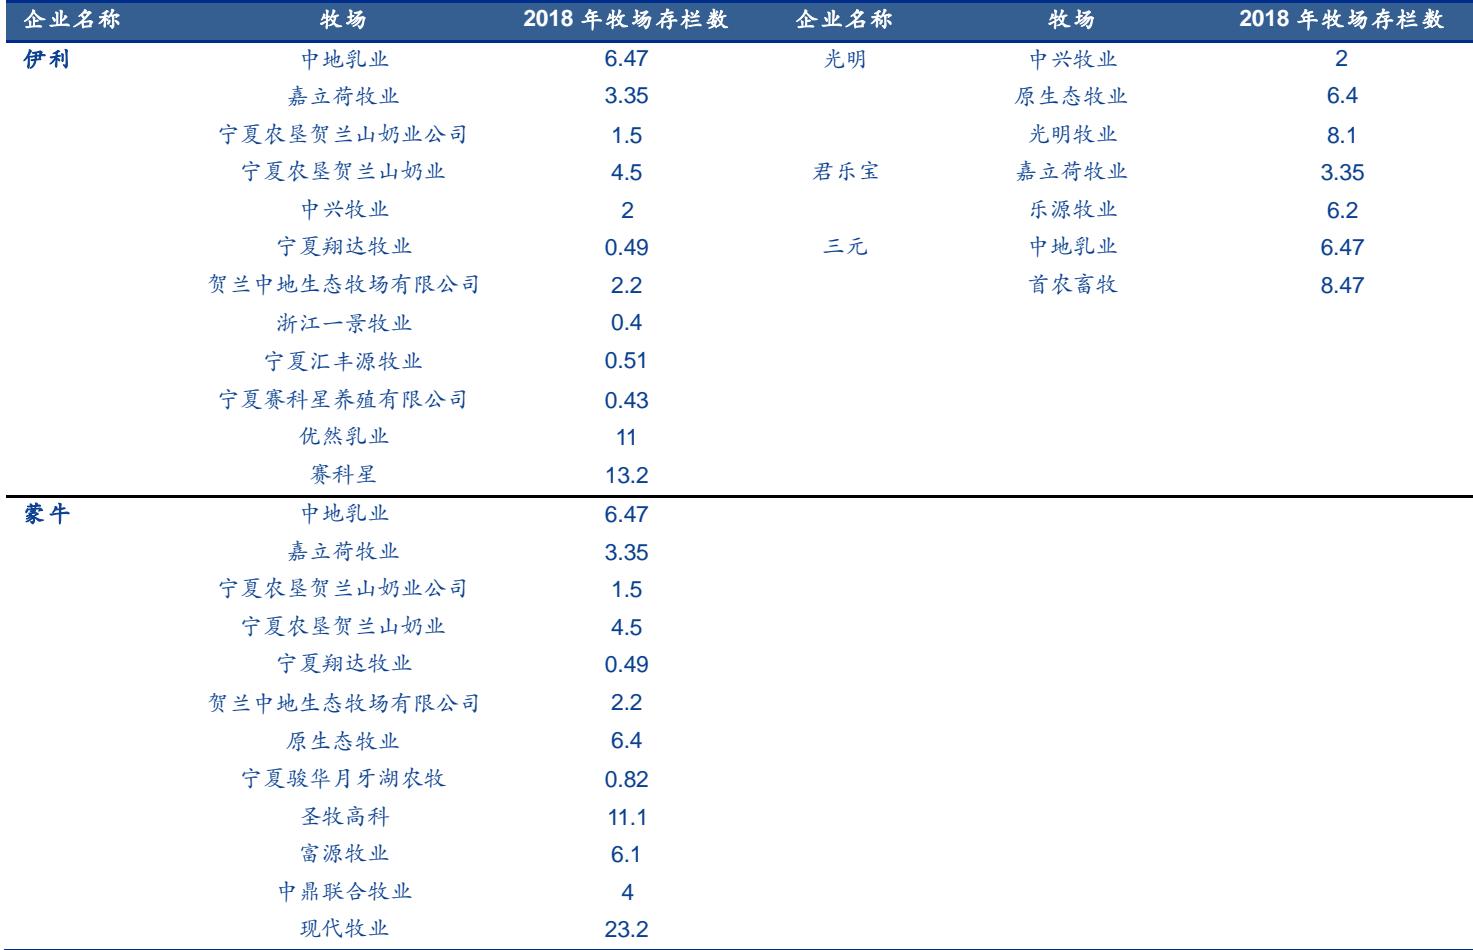 企业名称 牧场 2018 年牧场存栏数 企业名称 牧场 2018 年牧场存栏数
伊利 中地乳业 6.47 光明 中兴牧业 2
嘉立荷牧业 3.35 原生态牧业 6.4
宁夏农垦贺兰山奶业公司 1.5 光明牧业 8.1
宁夏农垦贺兰山奶业 4.5 君乐宝 嘉立荷牧业 3.35
中兴牧业 2 乐源牧业 6.2
宁夏翔达牧业 0.49 三元 中地乳业 6.47
贺兰中地生态牧场有限公司 2.2 首农畜牧 8.47
浙江一景牧业 0.4
宁夏汇丰源牧业 0.51
宁夏赛科星养殖有限公司 0.43
优然乳业 11
赛科星 13.2
蒙牛 中地乳业 6.47
嘉立荷牧业 3.35
宁夏农垦贺兰山奶业公司 1.5
宁夏农垦贺兰山奶业 4.5
宁夏翔达牧业 0.49
贺兰中地生态牧场有限公司 2.2
原生态牧业 6.4
宁夏骏华月牙湖农牧 0.82
圣牧高科 11.1
富源牧业 6.1
中鼎联合牧业 4
现代牧业 23.2